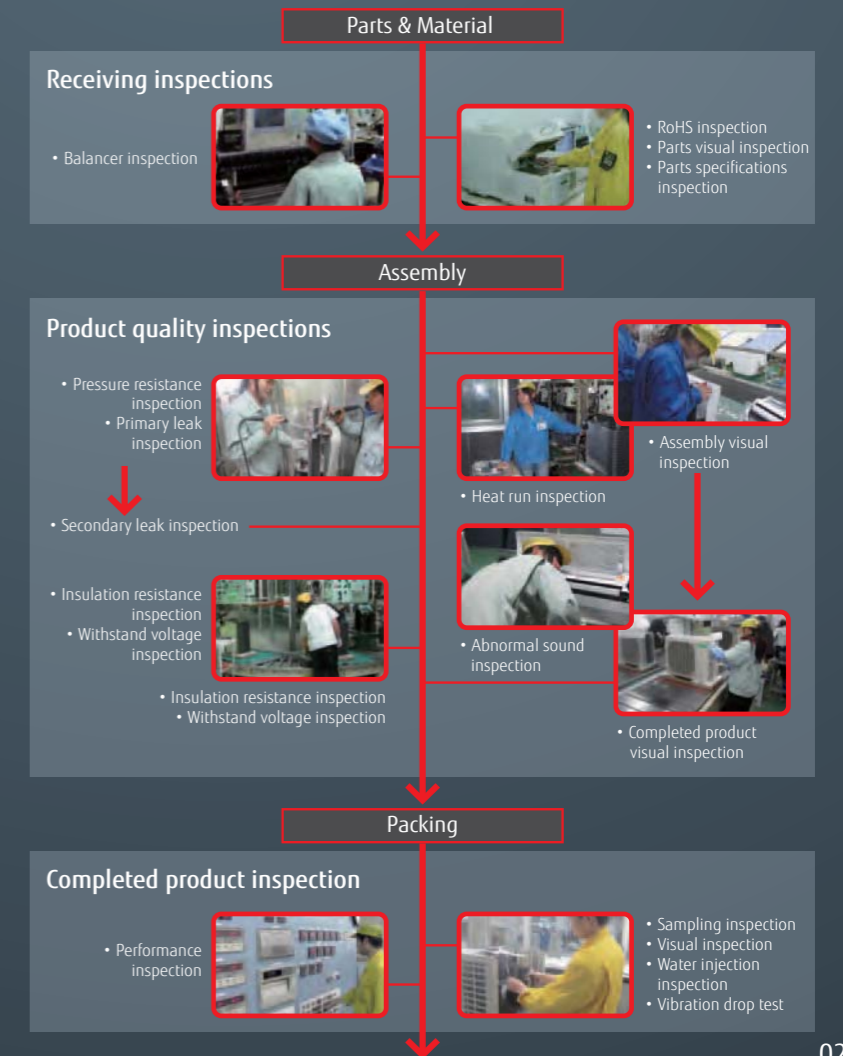 Parts & Material
Receiving inspections
• Balancer inspection
• RoHS inspection
• Parts visual inspection
• Parts specifications
inspection
Assembly
Product quality inspections
• Pressure resistance
inspection
• Primary leak
inspection
• Secondary leak inspection
• Insulation resistance
inspection
• Withstand voltage
inspection
• Insulation resistance inspection
• Withstand voltage inspection
• Heat run inspection
• Assembly visual
inspection
• Abnormal sound
inspection
• Completed product
visual inspection
Packing
Completed product inspection
• Performance
inspection
• Sampling inspection
• Visual inspection
• Water injection
inspection
• Vibration drop test
02